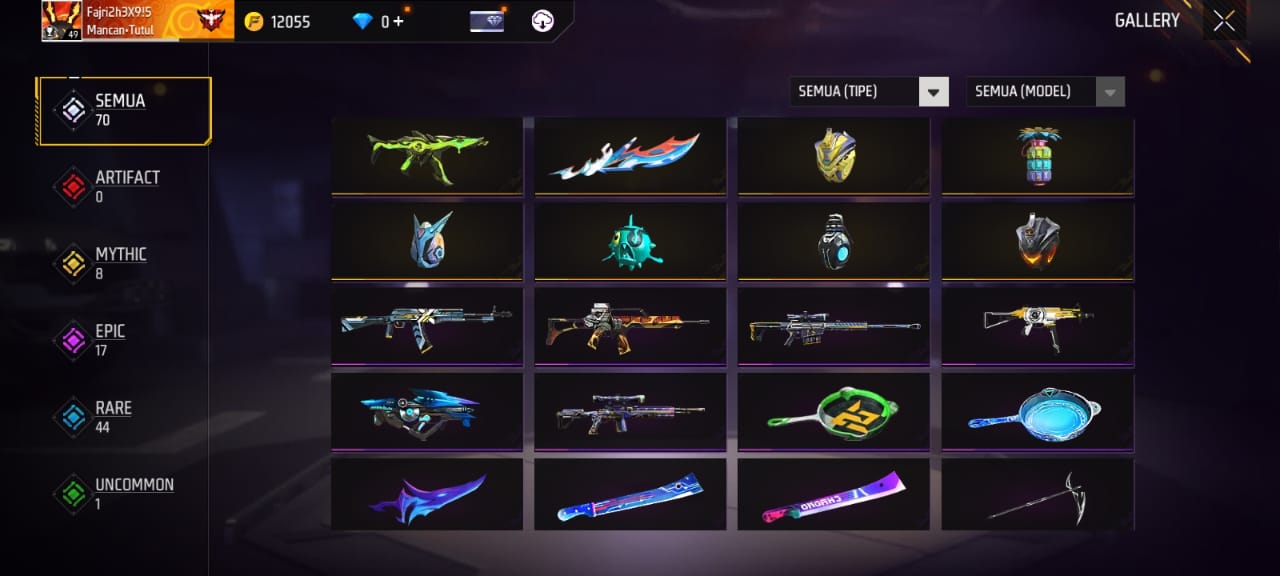 Fajri2h3X9!5
Mancan•Tutul
49
12055
0 +
GALLERY
SEMUA (TIPE)
SEMUA (MODEL)
SEMUA
70
ARTIFACT
0
MYTHIC
8
EPIC
17
RARE
44
UNCOMMON
1